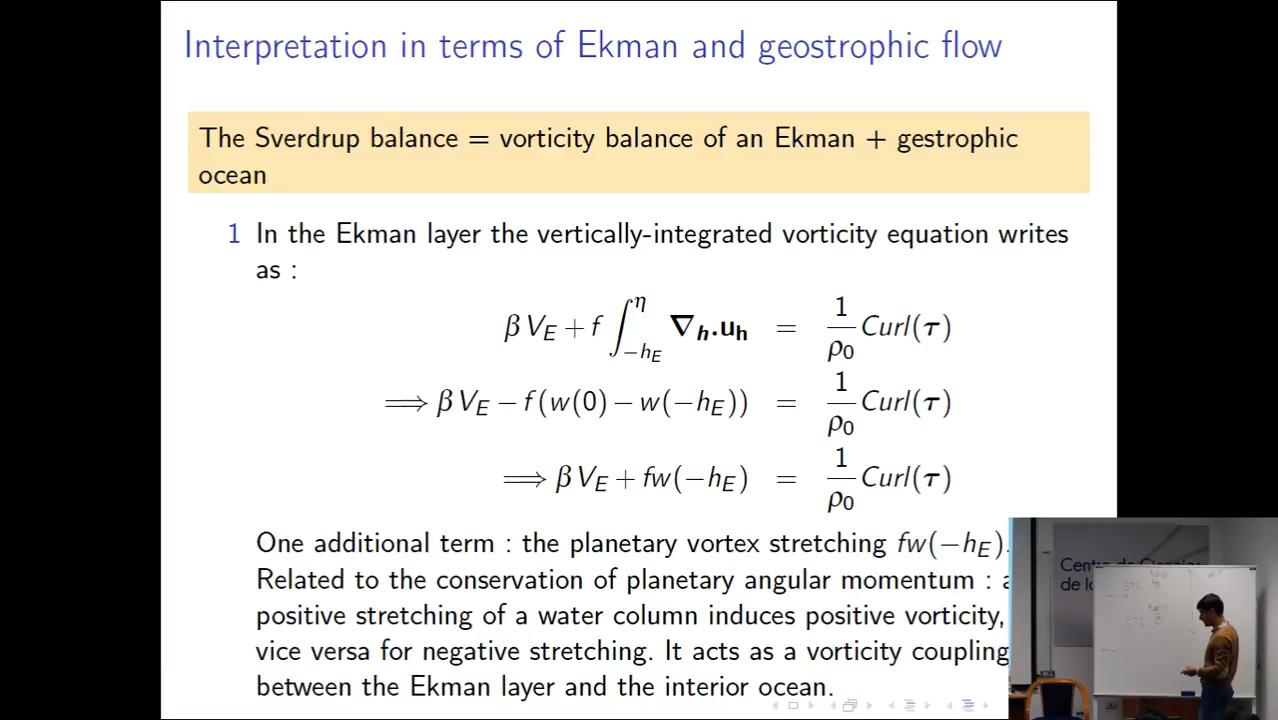 Interpretation in terms of Ekman and geostrophic flow
The Sverdrup balance = vorticity balance of an Ekman + gestrophic
ocean
1 In the Ekman layer the vertically-integrated vorticity equation writes
as :
βV_E + f ∫_{−h_E}^{η} ∇_h.u_h = 1/ρ_0 Curl(τ)
⟹ βV_E − f(w(0) − w(−h_E)) = 1/ρ_0 Curl(τ)
⟹ βV_E + fw(−h_E) = 1/ρ_0 Curl(τ)
One additional term : the planetary vortex stretching fw(−h_E).
Related to the conservation of planetary angular momentum : a
positive stretching of a water column induces positive vorticity,
vice versa for negative stretching. It acts as a vorticity coupling
between the Ekman layer and the interior ocean.
Centro de Ciencias